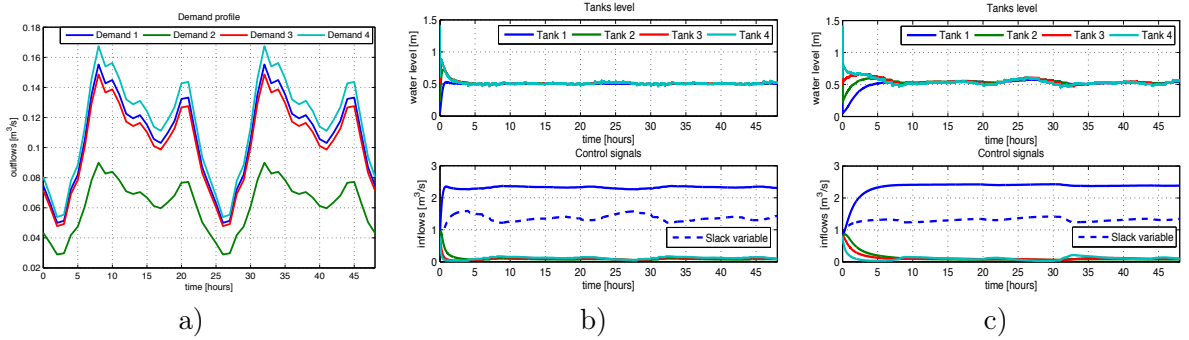 Demand profile
0.18
0.16
0.14
0.12
0.1
0.08
0.06
0.04
0.02
outflows [m³/s]
Demand 1 Demand 2 Demand 3 Demand 4
0 5 10 15 20 25 30 35 40 45
time [hours]
a)
Tanks level
1.5
1
0.5
0
water level [m]
Tank 1 Tank 2 Tank 3 Tank 4
0 5 10 15 20 25 30 35 40 45
time [hours]
Control signals
3
2
1
0
inflows [m³/s]
Slack variable
0 5 10 15 20 25 30 35 40 45
time [hours]
b)
Tanks level
1.5
1
0.5
0
water level [m]
Tank 1 Tank 2 Tank 3 Tank 4
0 5 10 15 20 25 30 35 40 45
time [hours]
Control signals
3
2
1
0
inflows [m³/s]
Slack variable
0 5 10 15 20 25 30 35 40 45
time [hours]
c)